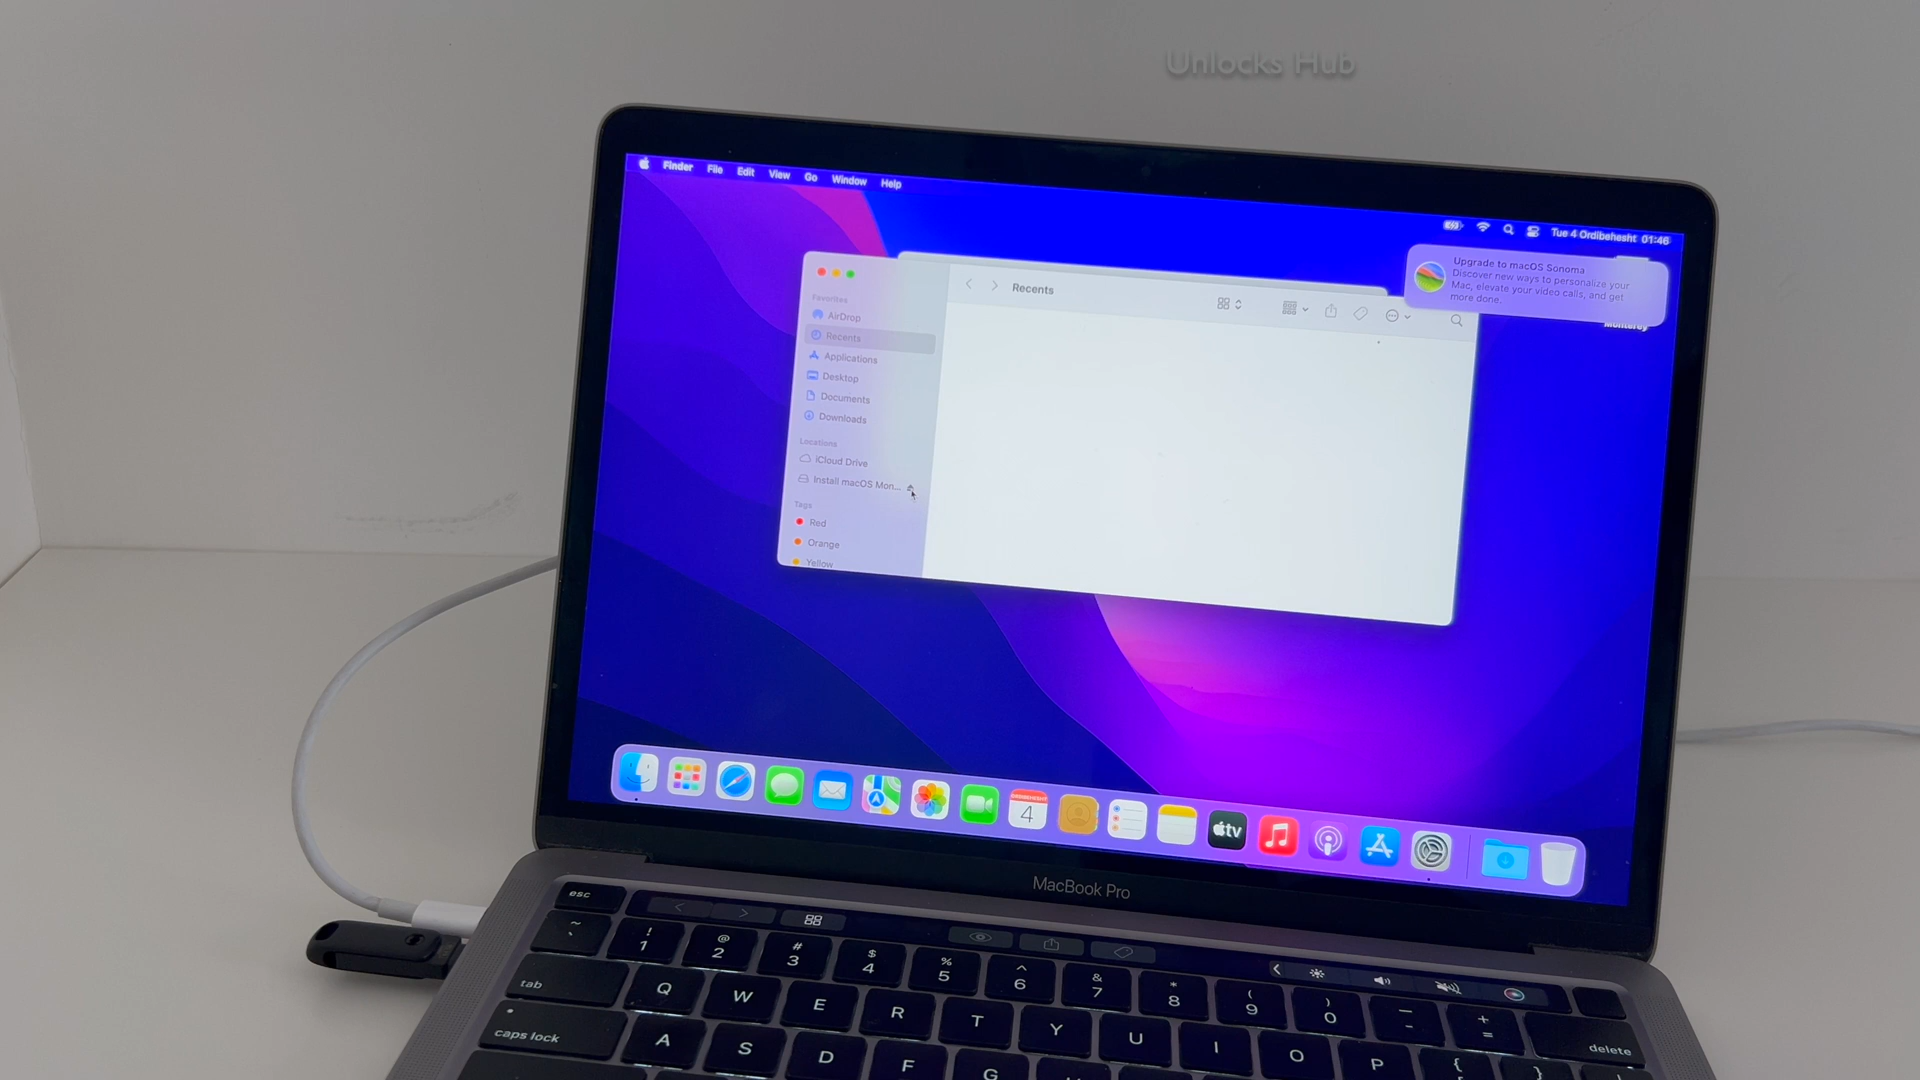 Unlocks Hub
Finder File Edit View Go Window Help
Tue 4 Ordibehesht 01:46
Upgrade to macOS Sonoma
Discover new ways to personalize your
Mac, elevate your video calls, and get
more done.
Monterey
Recents
Favorites
AirDrop
Recents
Applications
Desktop
Documents
Downloads
Locations
iCloud Drive
Install macOS Mon...
Tags
Red
Orange
Yellow
4
tv
MacBook Pro
esc
~ ! @ # $ % ^ & * ( ) _ +
` 1 2 3 4 5 6 7 8 9 0 - =
tab Q W E R T Y U I O P { }
delete
caps lock A S D F G